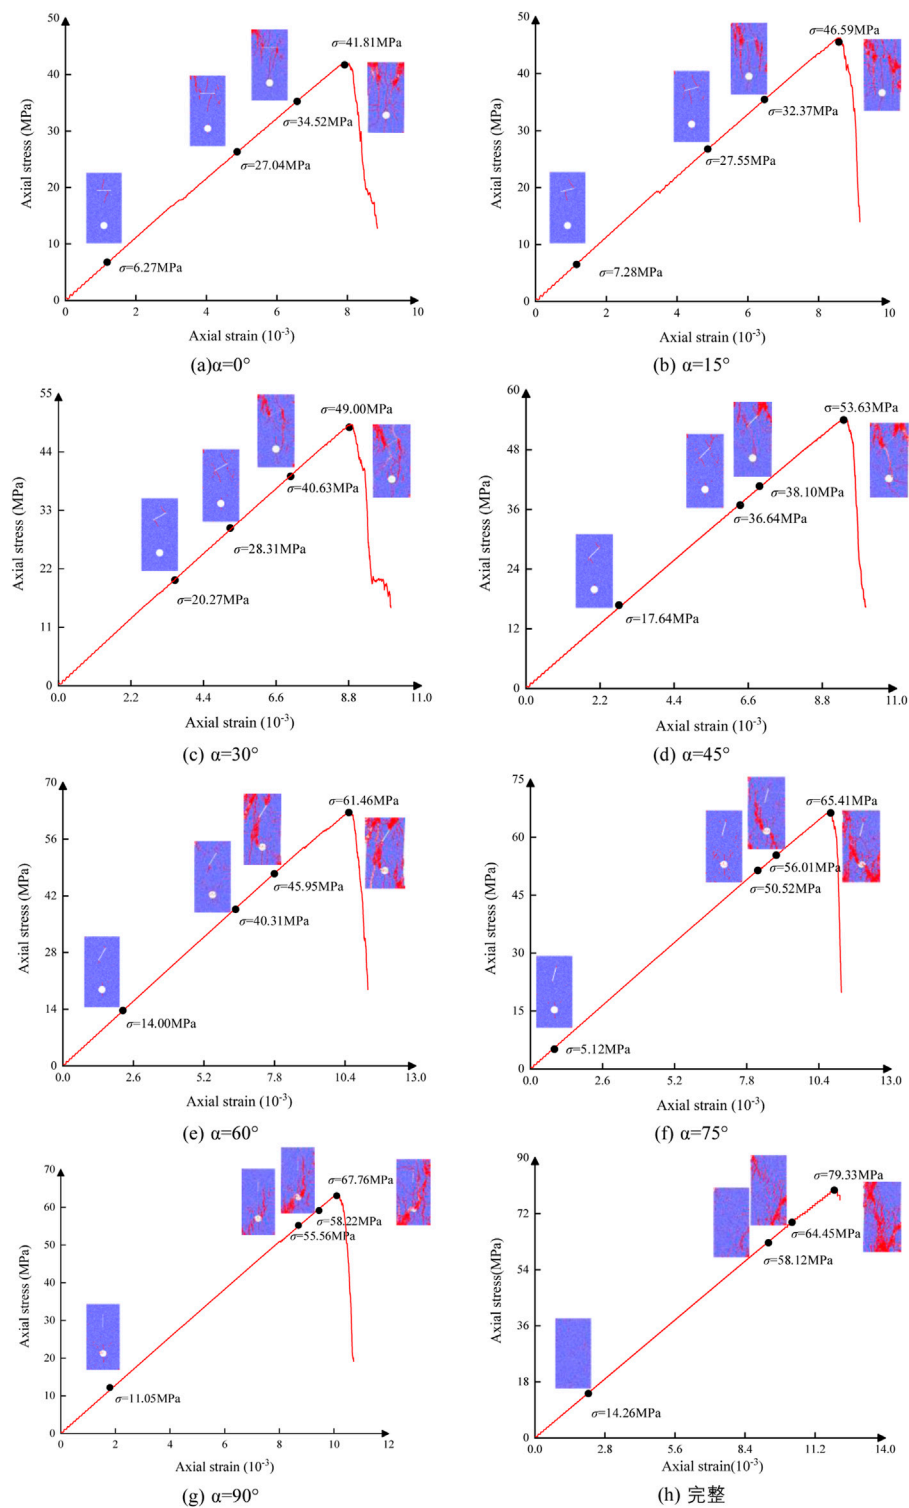 50
40
30
20
10
0
Axial stress (MPa)
σ=41.81MPa
σ=34.52MPa
σ=27.04MPa
σ=6.27MPa
0 2 4 6 8 10
Axial strain (10-3)
(a)α=0°
50
40
30
20
10
0
Axial stress (MPa)
σ=46.59MPa
σ=32.37MPa
σ=27.55MPa
σ=7.28MPa
0 2 4 6 8 10
Axial strain (10-3)
(b) α=15°
55
44
33
22
11
0
Axial stress (MPa)
σ=49.00MPa
σ=40.63MPa
σ=28.31MPa
σ=20.27MPa
0.0 2.2 4.4 6.6 8.8 11.0
Axial strain (10-3)
(c) α=30°
60
48
36
24
12
0
Axial stress (MPa)
σ=53.63MPa
σ=38.10MPa
σ=36.64MPa
σ=17.64MPa
0.0 2.2 4.4 6.6 8.8 11.0
Axial strain (10-3)
(d) α=45°
70
56
42
28
14
0
Axial stress (MPa)
σ=61.46MPa
σ=45.95MPa
σ=40.31MPa
σ=14.00MPa
0.0 2.6 5.2 7.8 10.4 13.0
Axial strain (10-3)
(e) α=60°
75
60
45
30
15
0
Axial stress (MPa)
σ=65.41MPa
σ=56.01MPa
σ=50.52MPa
σ=5.12MPa
0.0 2.6 5.2 7.8 10.4 13.0
Axial strain (10-3)
(f) α=75°
70
60
50
40
30
20
10
0
Axial stress (MPa)
σ=67.76MPa
σ=58.22MPa
σ=55.56MPa
σ=11.05MPa
0 2 4 6 8 10 12
Axial strain (10-3)
(g) α=90°
90
72
54
36
18
0
Axial stress(MPa)
σ=79.33MPa
σ=64.45MPa
σ=58.12MPa
σ=14.26MPa
0.0 2.8 5.6 8.4 11.2 14.0
Axial strain(10-3)
(h) 完整